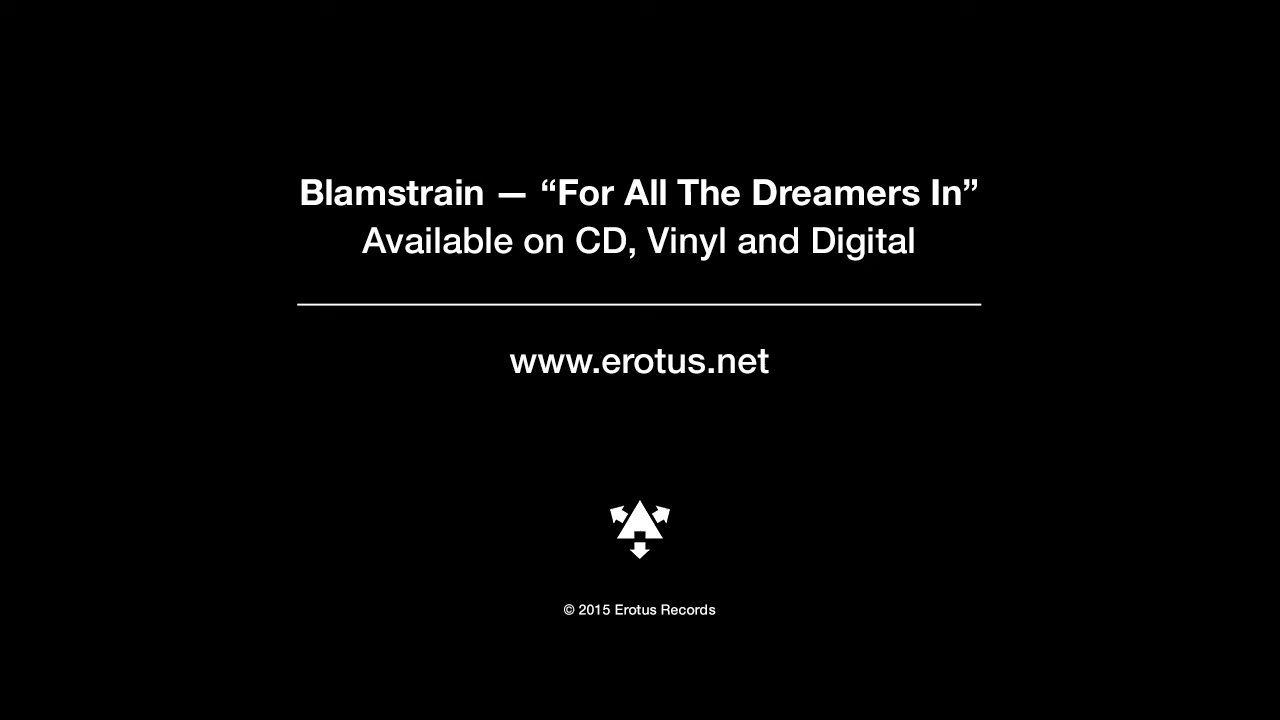 Blamstrain — “For All The Dreamers In”
Available on CD, Vinyl and Digital
www.erotus.net
© 2015 Erotus Records